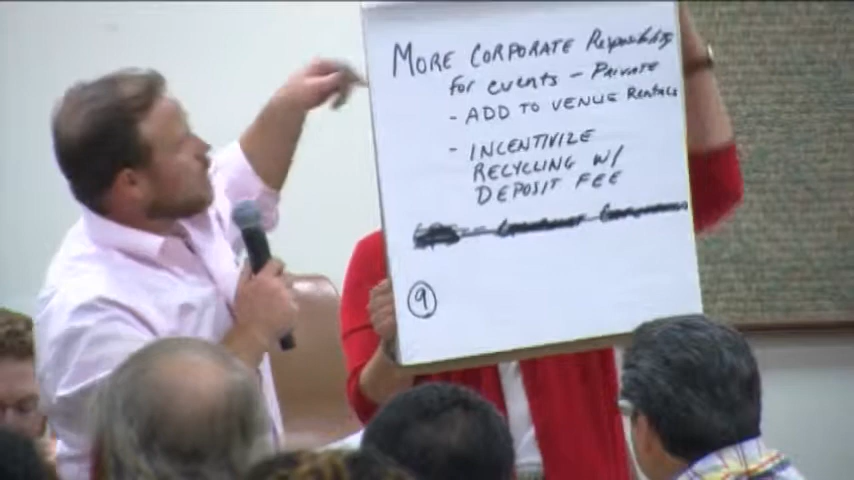 MORE CORPORATE Responsibility
for events - Private
- ADD TO VENUE Rentals
- INCENTIVIZE
RECYCLING W/
DEPOSIT FEE
9